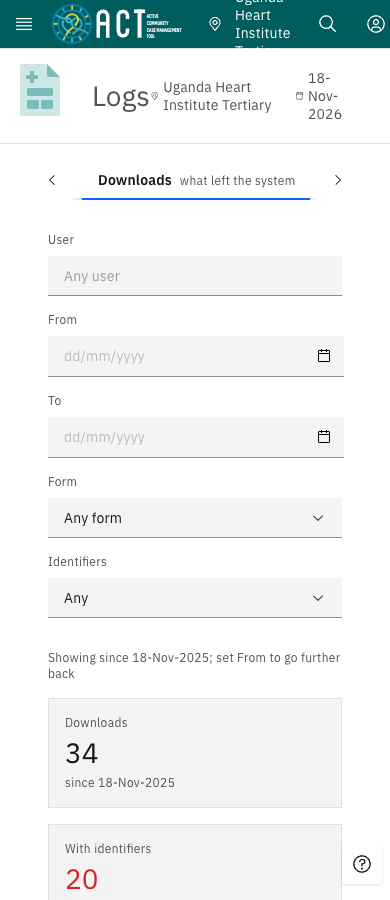 ACT
ACTIVE
COMMUNITY
CASE MANAGEMENT
TOOL
Uganda
Heart
Institute
Tertiary
Logs
Uganda Heart
Institute Tertiary
18-
Nov-
2026
Downloads what left the system
User
Any user
From
dd/mm/yyyy
To
dd/mm/yyyy
Form
Any form
Identifiers
Any
Showing since 18-Nov-2025; set From to go further
back
Downloads
34
since 18-Nov-2025
With identifiers
20